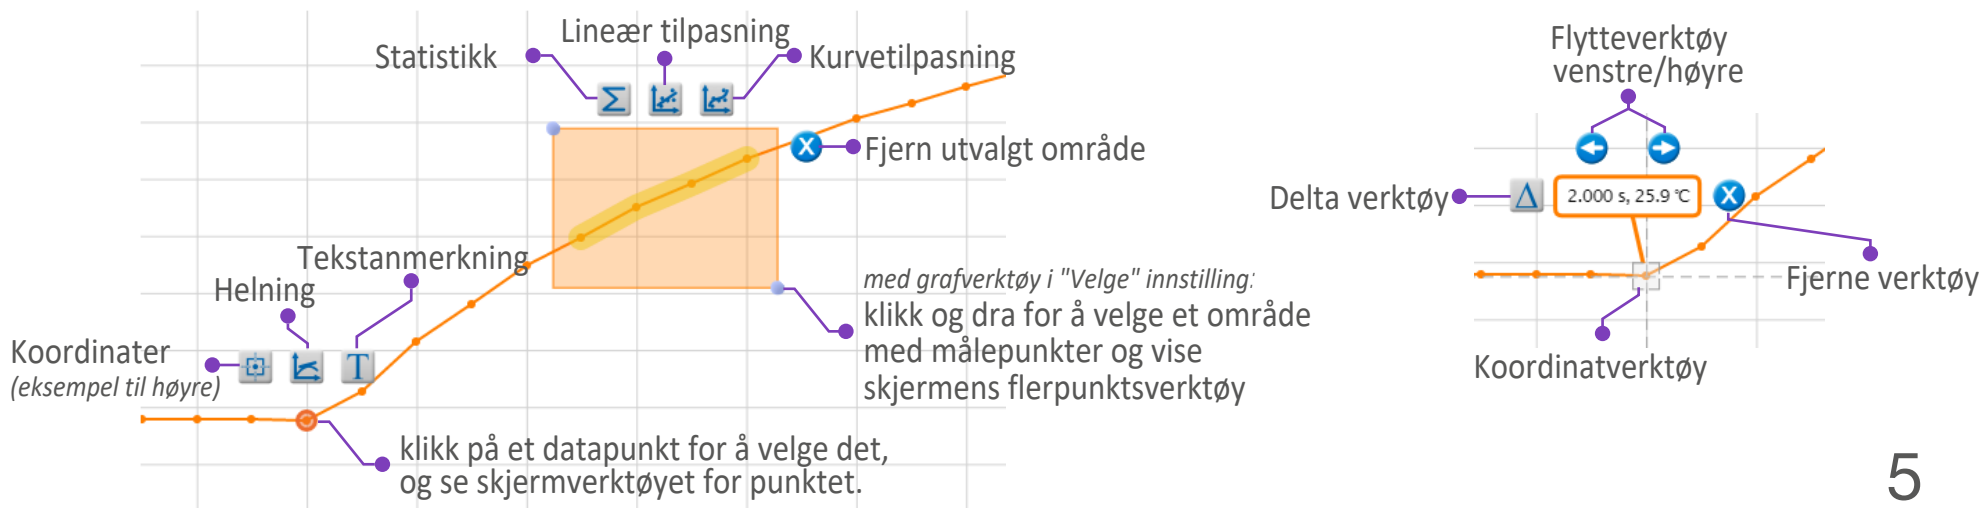 Statistikk
Lineær tilpasning
Kurvetilpasning
Fjern utvalgt område
Tekstanmerkning
Helning
Koordinater
(eksempel til høyre)
T
med grafverktøy i "Velge" innstilling:
klikk og dra for å velge et område
med målepunkter og vise
skjermens flerpunktsverktøy
klikk på et datapunkt for å velge det,
og se skjermverktøyet for punktet.
Flytteverktøy
venstre/høyre
Delta verktøy
Δ
2.000 s, 25.9 °C
X
Fjerne verktøy
Koordinatverktøy
Σ
X
5